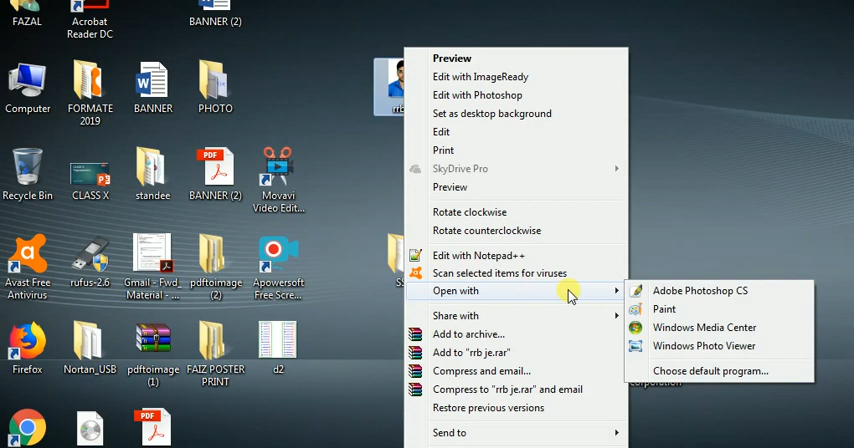 FAZAL
Acrobat
Reader DC
BANNER (2)
Computer
FORMATE
2019
BANNER
PHOTO
rrb
Recycle Bin
CLASS X
standee
PDF
BANNER (2)
Movavi
Video Edit...
Avast Free
Antivirus
rufus-2.6
Gmail - Fwd_
Material - ...
pdftoimage
(2)
Apowersoft
Free Scre...
SS
Firefox
Nortan_USB
pdftoimage
(1)
FAIZ POSTER
PRINT
d2
PDF
Preview
Edit with ImageReady
Edit with Photoshop
Set as desktop background
Edit
Print
SkyDrive Pro
Preview
Rotate clockwise
Rotate counterclockwise
Edit with Notepad++
Scan selected items for viruses
Open with
Share with
Add to archive...
Add to "rrb je.rar"
Compress and email...
Compress to "rrb je.rar" and email
Restore previous versions
Send to
Adobe Photoshop CS
Paint
Windows Media Center
Windows Photo Viewer
Choose default program...
corporation